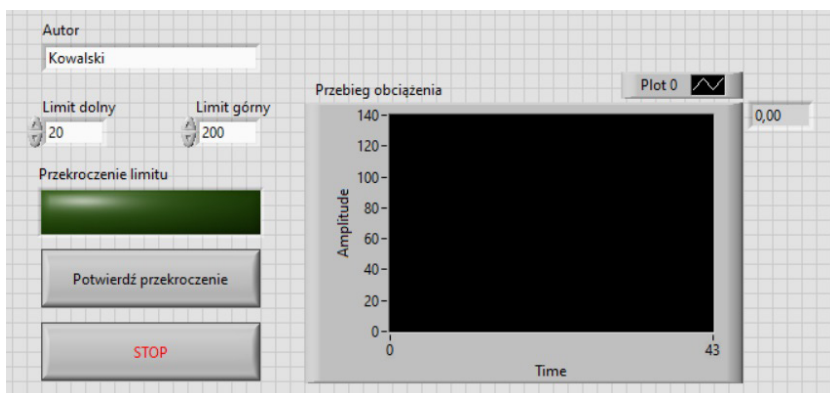 Autor
Kowalski
Limit dolny Limit górny
20 200
Przekroczenie limitu
Potwierdź przekroczenie
STOP
Przebieg obciążenia
Plot 0
0,00
140
120
100
80
60
40
20
0
Amplitude
0 43
Time